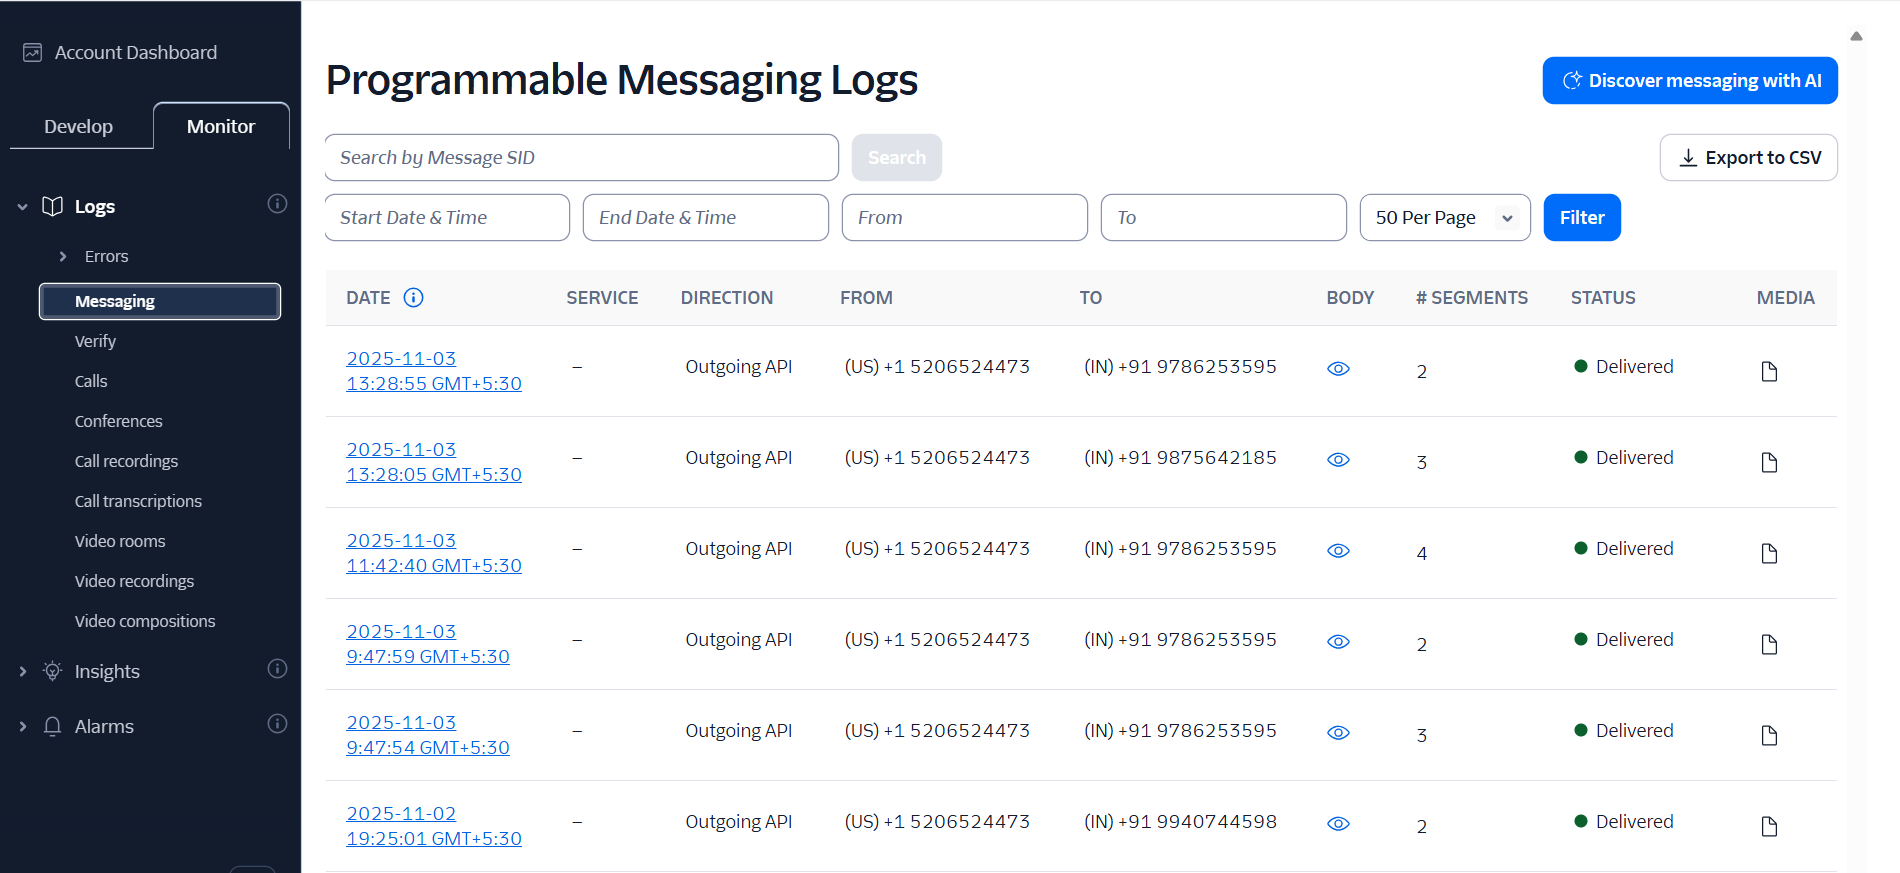 Account Dashboard
Develop
Monitor
Logs
Errors
Messaging
Verify
Calls
Conferences
Call recordings
Call transcriptions
Video rooms
Video recordings
Video compositions
Insights
Alarms
Programmable Messaging Logs
Discover messaging with AI
Search by Message SID
Search
Export to CSV
Start Date & Time
End Date & Time
From
To
50 Per Page
Filter
DATE SERVICE DIRECTION FROM TO BODY # SEGMENTS STATUS MEDIA
2025-11-03
13:28:55 GMT+5:30
– Outgoing API (US) +1 5206524473 (IN) +91 9786253595 2 Delivered
2025-11-03
13:28:05 GMT+5:30
– Outgoing API (US) +1 5206524473 (IN) +91 9875642185 3 Delivered
2025-11-03
11:42:40 GMT+5:30
– Outgoing API (US) +1 5206524473 (IN) +91 9786253595 4 Delivered
2025-11-03
9:47:59 GMT+5:30
– Outgoing API (US) +1 5206524473 (IN) +91 9786253595 2 Delivered
2025-11-03
9:47:54 GMT+5:30
– Outgoing API (US) +1 5206524473 (IN) +91 9786253595 3 Delivered
2025-11-02
19:25:01 GMT+5:30
– Outgoing API (US) +1 5206524473 (IN) +91 9940744598 2 Delivered